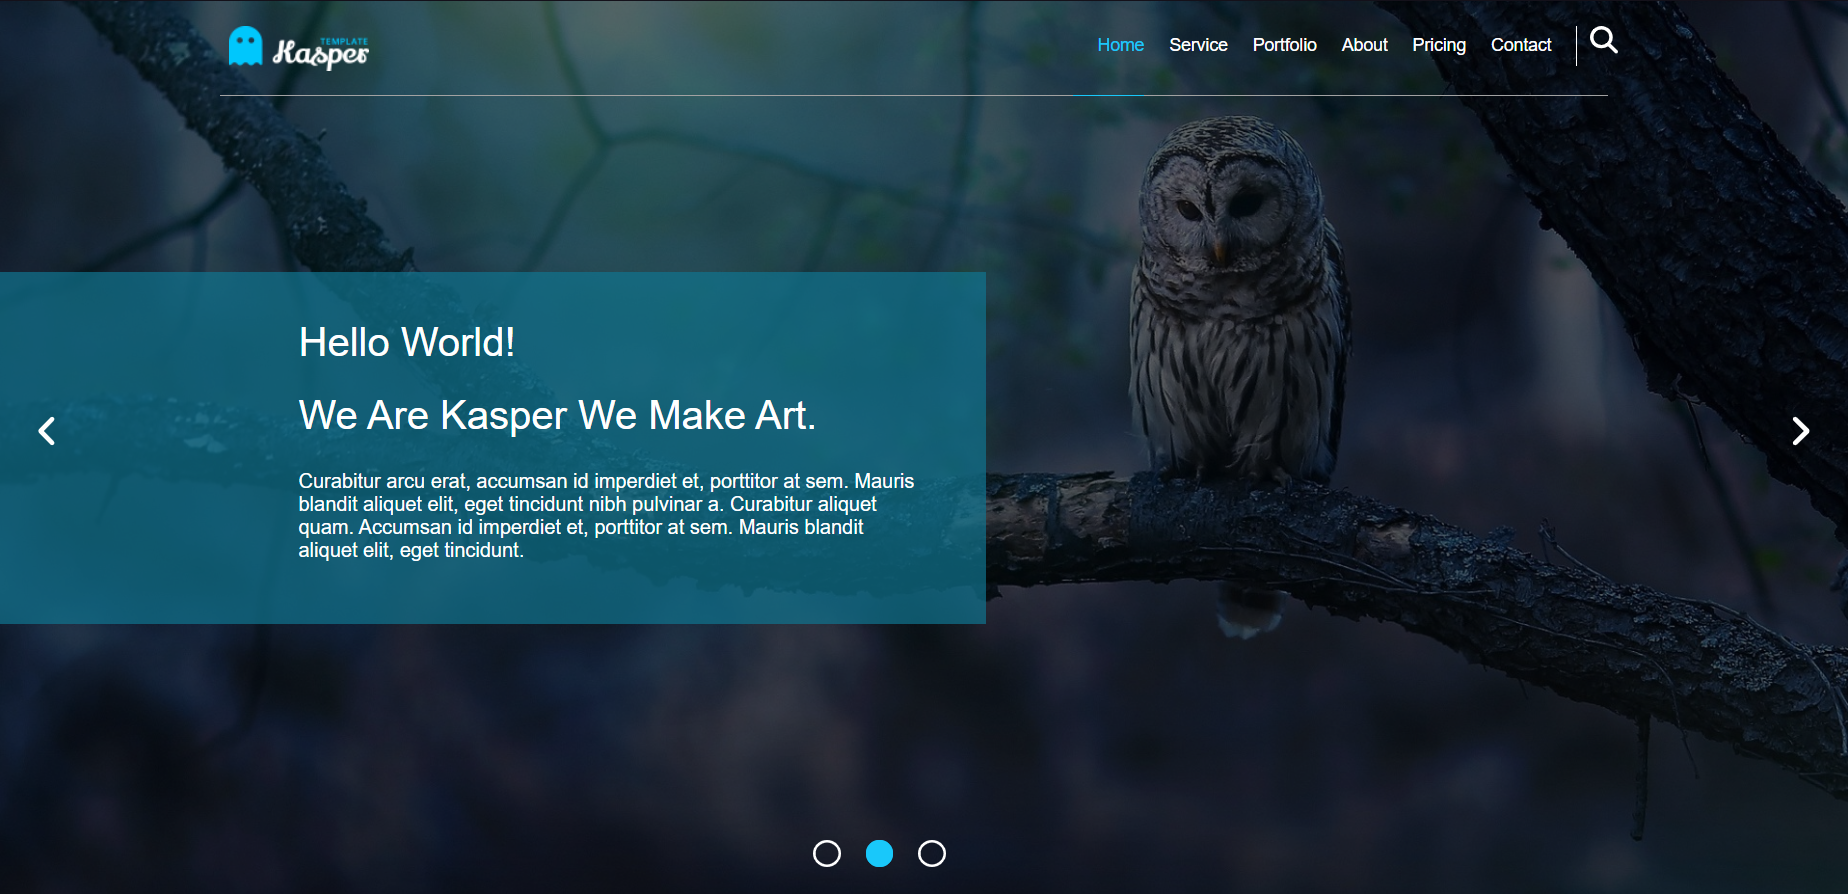 TEMPLATE
Kasper
Home Service Portfolio About Pricing Contact
Hello World!
We Are Kasper We Make Art.
Curabitur arcu erat, accumsan id imperdiet et, porttitor at sem. Mauris
blandit aliquet elit, eget tincidunt nibh pulvinar a. Curabitur aliquet
quam. Accumsan id imperdiet et, porttitor at sem. Mauris blandit
aliquet elit, eget tincidunt.